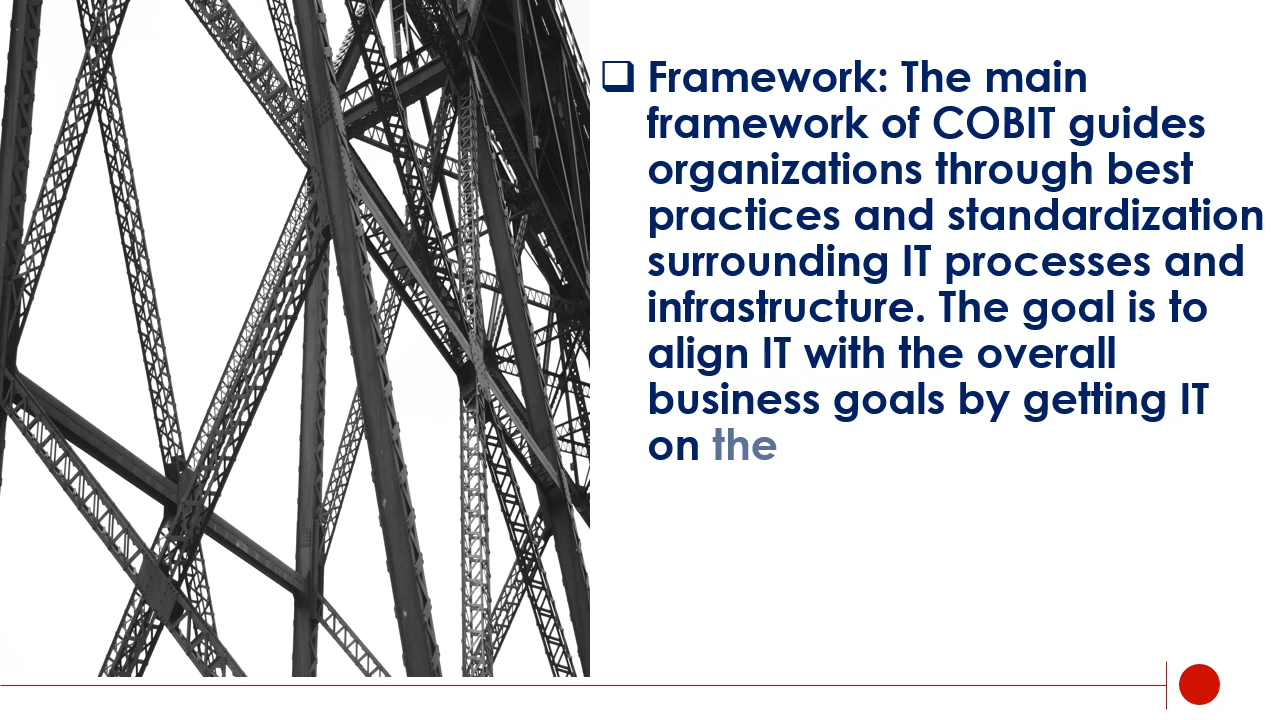 ❑ Framework: The main
framework of COBIT guides
organizations through best
practices and standardization
surrounding IT processes and
infrastructure. The goal is to
align IT with the overall
business goals by getting IT
on the